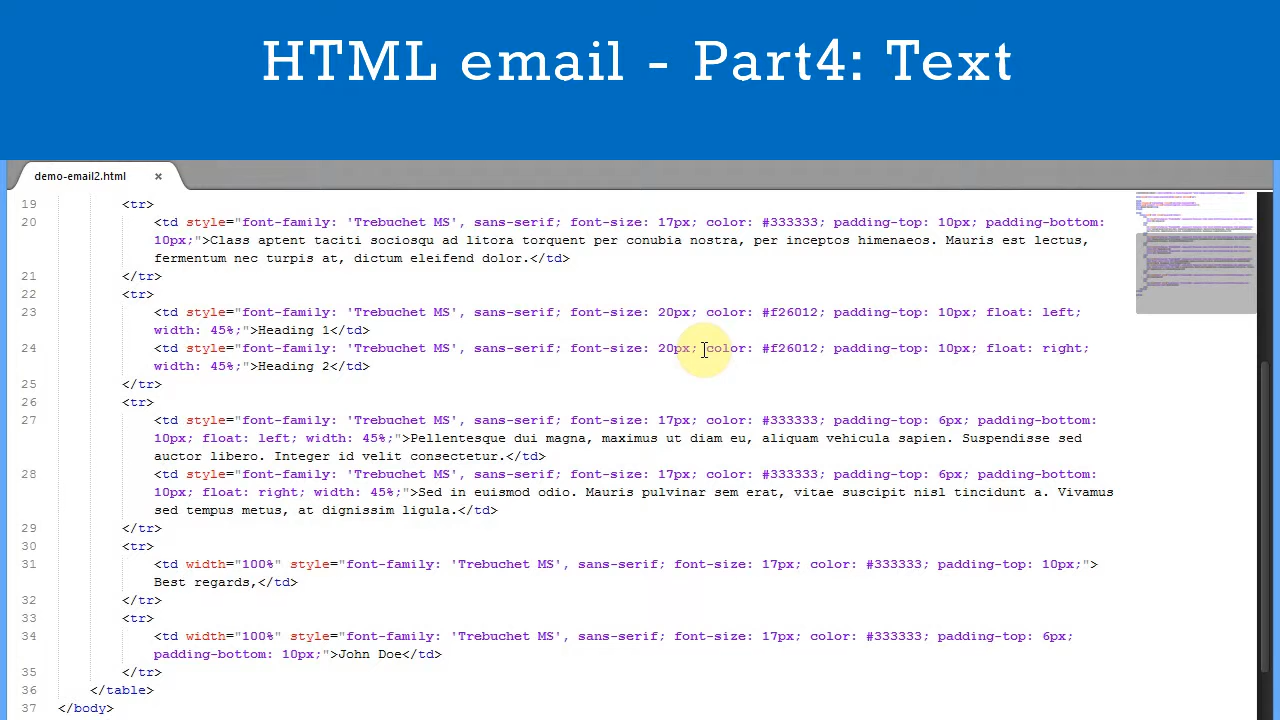 HTML email - Part4: Text
demo-email2.html ×
19 <tr>
20 <td style="font-family: 'Trebuchet MS', sans-serif; font-size: 17px; color: #333333; padding-top: 10px; padding-bottom:
10px;">Class aptent taciti sociosqu ad litora torquent per conubia nostra, per inceptos himenaeos. Mauris est lectus,
fermentum nec turpis at, dictum eleifend dolor.</td>
21 </tr>
22 <tr>
23 <td style="font-family: 'Trebuchet MS', sans-serif; font-size: 20px; color: #f26012; padding-top: 10px; float: left;
width: 45%;">Heading 1</td>
24 <td style="font-family: 'Trebuchet MS', sans-serif; font-size: 20px; color: #f26012; padding-top: 10px; float: right;
width: 45%;">Heading 2</td>
25 </tr>
26 <tr>
27 <td style="font-family: 'Trebuchet MS', sans-serif; font-size: 17px; color: #333333; padding-top: 6px; padding-bottom:
10px; float: left; width: 45%;">Pellentesque dui magna, maximus ut diam eu, aliquam vehicula sapien. Suspendisse sed
auctor libero. Integer id velit consectetur.</td>
28 <td style="font-family: 'Trebuchet MS', sans-serif; font-size: 17px; color: #333333; padding-top: 6px; padding-bottom:
10px; float: right; width: 45%;">Sed in euismod odio. Mauris pulvinar sem erat, vitae suscipit nisl tincidunt a. Vivamus
sed tempus metus, at dignissim ligula.</td>
29 </tr>
30 <tr>
31 <td width="100%" style="font-family: 'Trebuchet MS', sans-serif; font-size: 17px; color: #333333; padding-top: 10px;">
Best regards,</td>
32 </tr>
33 <tr>
34 <td width="100%" style="font-family: 'Trebuchet MS', sans-serif; font-size: 17px; color: #333333; padding-top: 6px;
padding-bottom: 10px;">John Doe</td>
35 </tr>
36 </table>
37 </body>